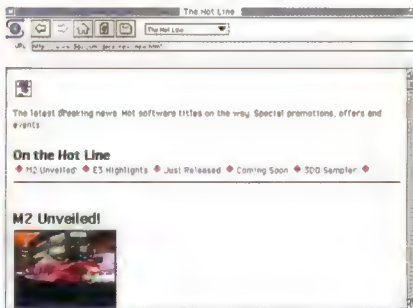 The Hot Line
The Hot Line
The latest breaking news. Hot software titles on the way. Special promotions, offers and
events.
On the Hot Line
M2 Unveiled! E3 Highlights Just Released Coming Soon 3DO Sampler
M2 Unveiled!